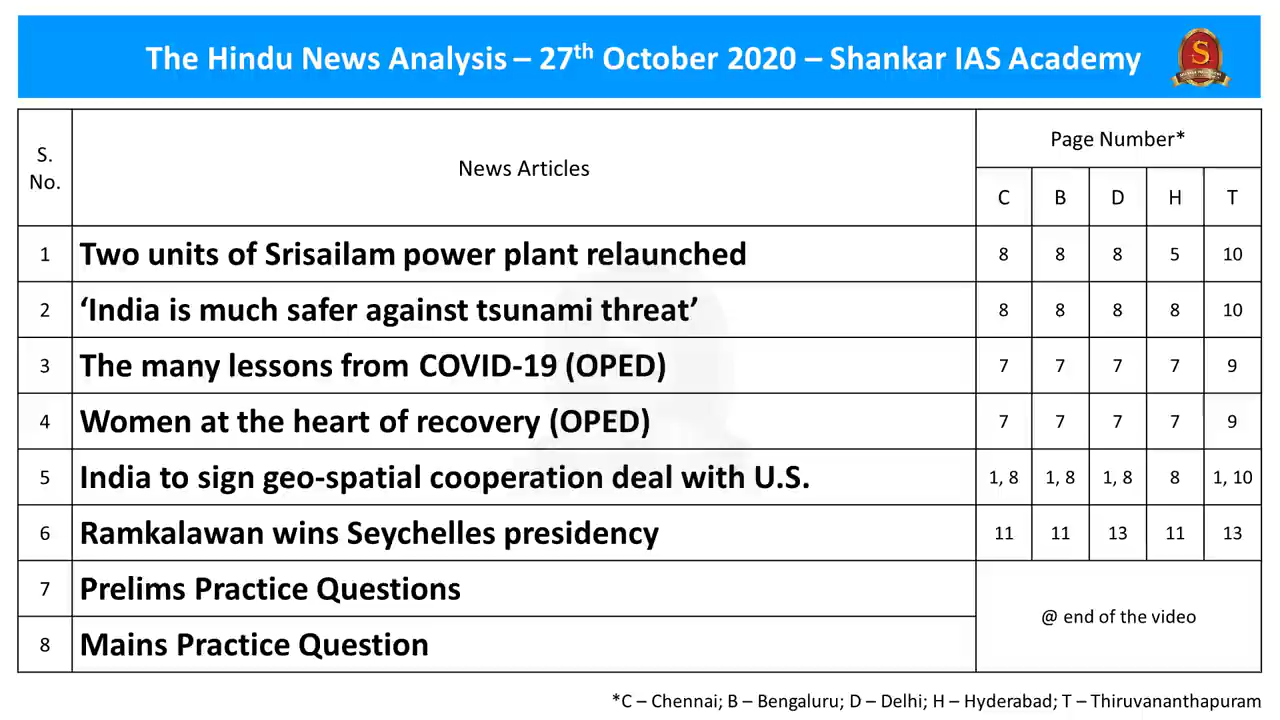 The Hindu News Analysis – 27th October 2020 – Shankar IAS Academy
S
S. No.
News Articles
Page Number*
C B D H T
1 Two units of Srisailam power plant relaunched 8 8 8 5 10
2 ‘India is much safer against tsunami threat’ 8 8 8 8 10
3 The many lessons from COVID-19 (OPED) 7 7 7 7 9
4 Women at the heart of recovery (OPED) 7 7 7 7 9
5 India to sign geo-spatial cooperation deal with U.S. 1, 8 1, 8 1, 8 8 1, 10
6 Ramkalawan wins Seychelles presidency 11 11 13 11 13
7 Prelims Practice Questions
@ end of the video
8 Mains Practice Question
*C – Chennai; B – Bengaluru; D – Delhi; H – Hyderabad; T – Thiruvananthapuram